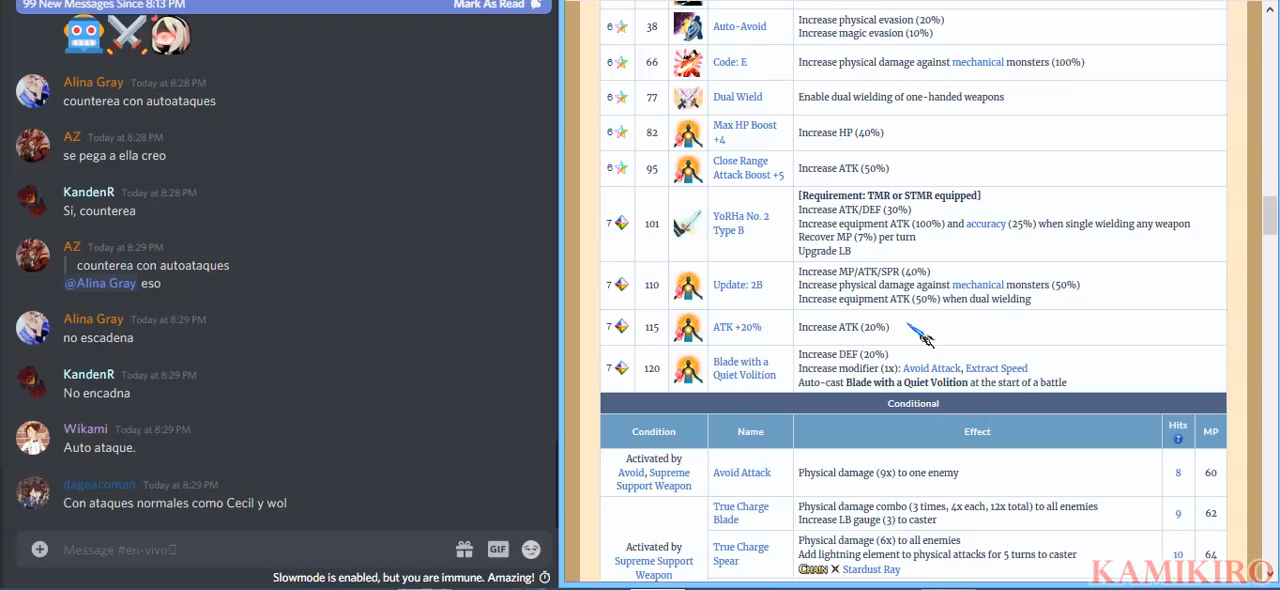 99 New Messages Since 8:13 PM
Mark As Read
Alina Gray Today at 8:28 PM
counterea con autoataques
AZ Today at 8:28 PM
se pega a ella creo
KandenR Today at 8:28 PM
Si, counterea
AZ Today at 8:29 PM
counterea con autoataques
@Alina Gray eso
Alina Gray Today at 8:29 PM
no escadena
KandenR Today at 8:29 PM
No encadna
Wikami Today at 8:29 PM
Auto ataque.
dageacoman Today at 8:29 PM
Con ataques normales como Cecil y wol
Message #en-vivo
GIF
Slowmode is enabled, but you are immune. Amazing!
6 38 Auto-Avoid Increase physical evasion (20%)
Increase magic evasion (10%)
6 66 Code: E Increase physical damage against mechanical monsters (100%)
6 77 Dual Wield Enable dual wielding of one-handed weapons
6 82 Max HP Boost +4 Increase HP (40%)
6 95 Close Range Attack Boost +5 Increase ATK (50%)
7 101 YoRHa No. 2 Type B [Requirement: TMR or STMR equipped]
Increase ATK/DEF (30%)
Increase equipment ATK (100%) and accuracy (25%) when single wielding any weapon
Recover MP (7%) per turn
Upgrade LB
7 110 Update: 2B Increase MP/ATK/SPR (40%)
Increase physical damage against mechanical monsters (50%)
Increase equipment ATK (50%) when dual wielding
7 115 ATK +20% Increase ATK (20%)
7 120 Blade with a Quiet Volition Increase DEF (20%)
Increase modifier (1x): Avoid Attack, Extract Speed
Auto-cast Blade with a Quiet Volition at the start of a battle
Conditional
Condition Name Effect Hits ? MP
Activated by Avoid, Supreme Support Weapon Avoid Attack Physical damage (9x) to one enemy 8 60
Activated by Supreme Support Weapon True Charge Blade Physical damage combo (3 times, 4x each, 12x total) to all enemies
Increase LB gauge (3) to caster 9 62
True Charge Spear Physical damage (6x) to all enemies
Add lightning element to physical attacks for 5 turns to caster
CHAIN Stardust Ray 10 64
KAMIKIRO